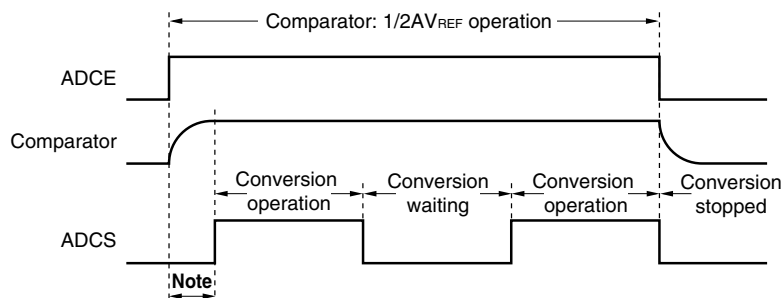 Comparator: 1/2AVREF operation
ADCE
Comparator
Conversion operation
Conversion waiting
Conversion operation
Conversion stopped
ADCS
Note